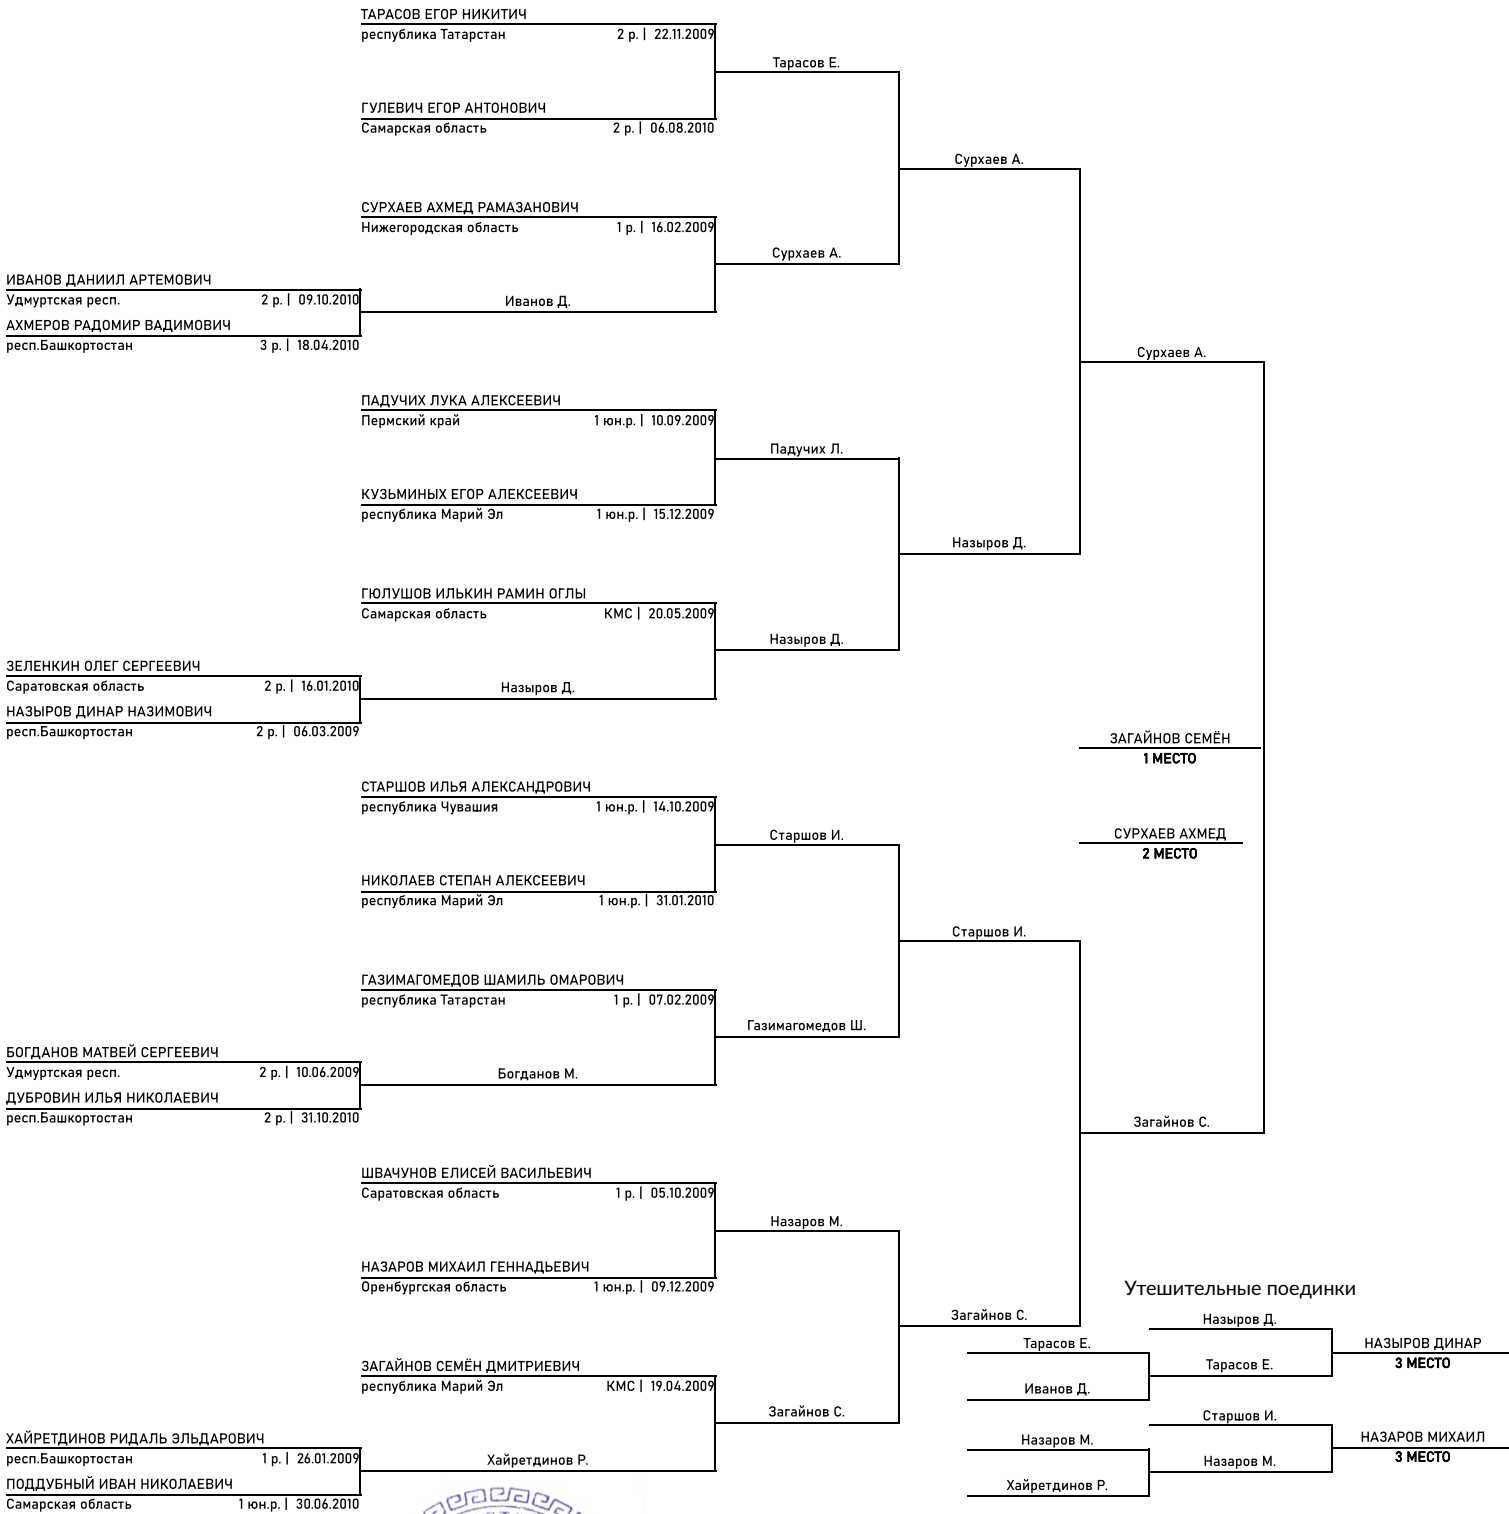 ТАРАСОВ ЕГОР НИКИТИЧ
республика Татарстан 2 р. | 22.11.2009
Тарасов Е.
ГУЛЕВИЧ ЕГОР АНТОНОВИЧ
Самарская область 2 р. | 06.08.2010
Сурхаев А.
СУРХАЕВ АХМЕД РАМАЗАНОВИЧ
Нижегородская область 1 р. | 16.02.2009
Сурхаев А.
ИВАНОВ ДАНИИЛ АРТЕМОВИЧ
Удмуртская респ. 2 р. | 09.10.2010
Иванов Д.
АХМЕРОВ РАДОМИР ВАДИМОВИЧ
респ.Башкортостан 3 р. | 18.04.2010
Сурхаев А.
ПАДУЧИХ ЛУКА АЛЕКСЕЕВИЧ
Пермский край 1 юн.р. | 10.09.2009
Падучих Л.
КУЗЬМИНЫХ ЕГОР АЛЕКСЕЕВИЧ
республика Марий Эл 1 юн.р. | 15.12.2009
Назыров Д.
ГЮЛУШОВ ИЛЬКИН РАМИН ОГЛЫ
Самарская область КМС | 20.05.2009
Назыров Д.
ЗЕЛЕНКИН ОЛЕГ СЕРГЕЕВИЧ
Саратовская область 2 р. | 16.01.2010
Назыров Д.
НАЗЫРОВ ДИНАР НАЗИМОВИЧ
респ.Башкортостан 2 р. | 06.03.2009
ЗАГАЙНОВ СЕМЁН
1 МЕСТО
СТАРШОВ ИЛЬЯ АЛЕКСАНДРОВИЧ
республика Чувашия 1 юн.р. | 14.10.2009
Старшов И.
СУРХАЕВ АХМЕД
2 МЕСТО
НИКОЛАЕВ СТЕПАН АЛЕКСЕЕВИЧ
республика Марий Эл 1 юн.р. | 31.01.2010
Старшов И.
ГАЗИМАГОМЕДОВ ШАМИЛЬ ОМАРОВИЧ
республика Татарстан 1 р. | 07.02.2009
Газимагомедов Ш.
БОГДАНОВ МАТВЕЙ СЕРГЕЕВИЧ
Удмуртская респ. 2 р. | 10.06.2009
Богданов М.
ДУБРОВИН ИЛЬЯ НИКОЛАЕВИЧ
респ.Башкортостан 2 р. | 31.10.2010
Загайнов С.
ШВАЧУНОВ ЕЛИСЕЙ ВАСИЛЬЕВИЧ
Саратовская область 1 р. | 05.10.2009
Назаров М.
НАЗАРОВ МИХАИЛ ГЕННАДЬЕВИЧ
Оренбургская область 1 юн.р. | 09.12.2009
Утешительные поединки
Загайнов С.
Назыров Д.
Тарасов Е.
НАЗЫРОВ ДИНАР
3 МЕСТО
Тарасов Е.
ЗАГАЙНОВ СЕМЁН ДМИТРИЕВИЧ
республика Марий Эл КМС | 19.04.2009
Иванов Д.
Загайнов С.
Старшов И.
ХАЙРЕТДИНОВ РИДАЛЬ ЭЛЬДАРОВИЧ
респ.Башкортостан 1 р. | 26.01.2009
Хайретдинов Р.
Назаров М.
НАЗАРОВ МИХАИЛ
3 МЕСТО
Назаров М.
ПОДДУБНЫЙ ИВАН НИКОЛАЕВИЧ
Самарская область 1 юн.р. | 30.06.2010
Хайретдинов Р.